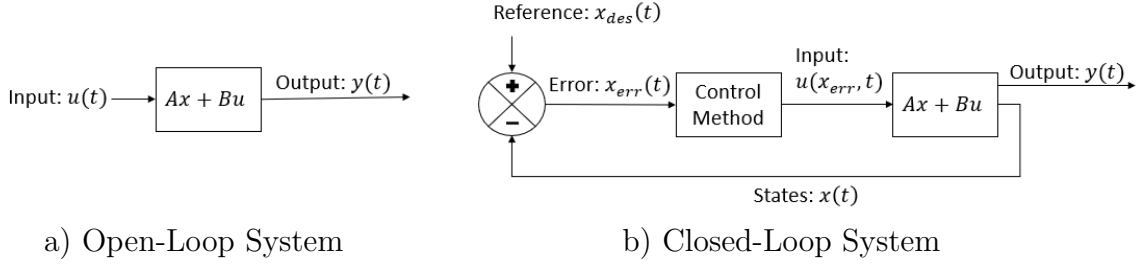 Input: u(t)
Ax + Bu
Output: y(t)
a) Open-Loop System
Reference: x_des(t)
+
−
Error: x_err(t)
Control
Method
Input:
u(x_err, t)
Ax + Bu
Output: y(t)
States: x(t)
b) Closed-Loop System